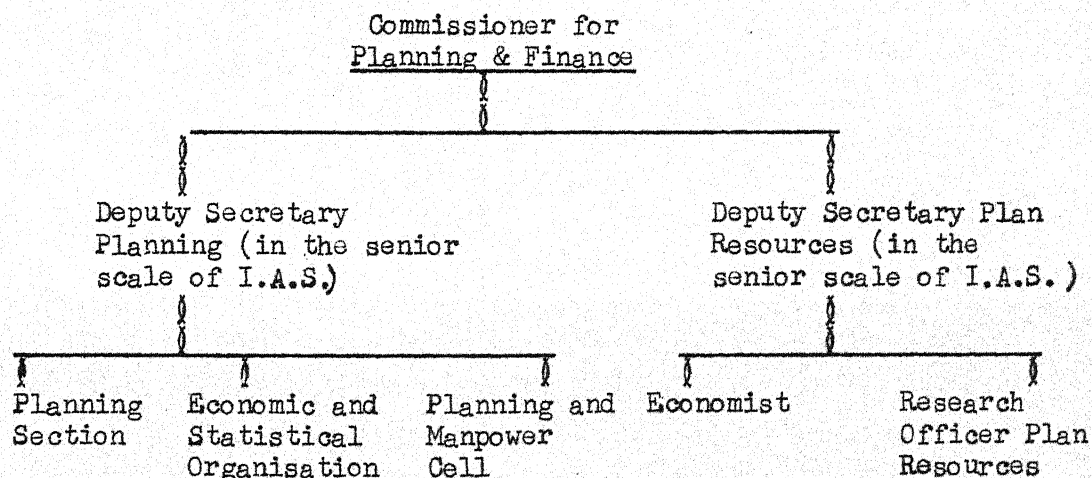 Commissioner for
Planning & Finance
Deputy Secretary
Planning (in the senior
scale of I.A.S.)
Deputy Secretary Plan
Resources (in the
senior scale of I.A.S.)
Planning
Section
Economic and
Statistical
Organisation
Planning and
Manpower
Cell
Economist
Research
Officer Plan
Resources